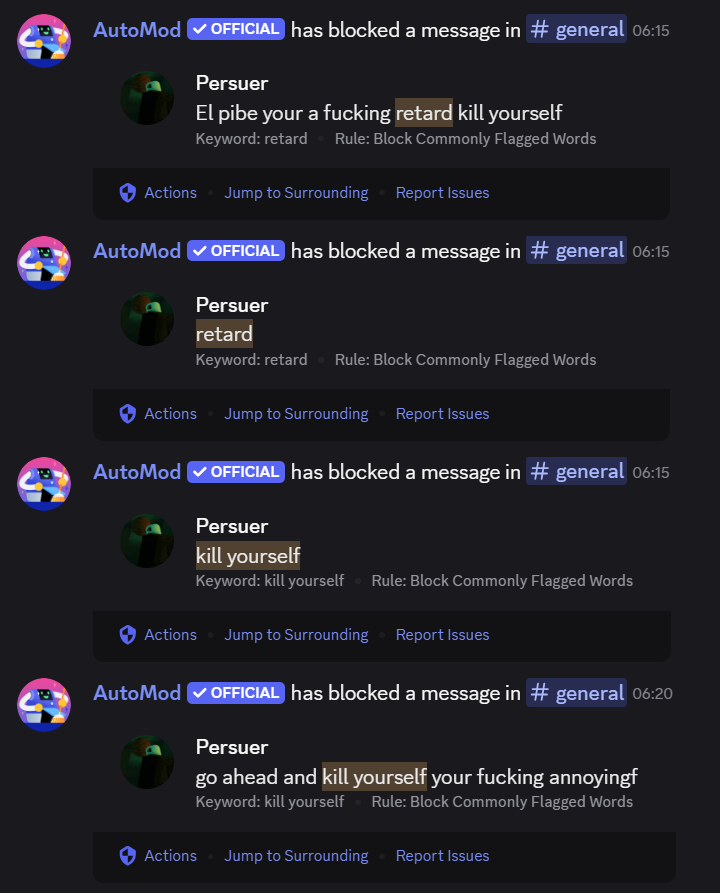 AutoMod ✓ OFFICIAL has blocked a message in # general 06:15
Persuer
El pibe your a fucking retard kill yourself
Keyword: retard • Rule: Block Commonly Flagged Words
Actions • Jump to Surrounding • Report Issues
AutoMod ✓ OFFICIAL has blocked a message in # general 06:15
Persuer
retard
Keyword: retard • Rule: Block Commonly Flagged Words
Actions • Jump to Surrounding • Report Issues
AutoMod ✓ OFFICIAL has blocked a message in # general 06:15
Persuer
kill yourself
Keyword: kill yourself • Rule: Block Commonly Flagged Words
Actions • Jump to Surrounding • Report Issues
AutoMod ✓ OFFICIAL has blocked a message in # general 06:20
Persuer
go ahead and kill yourself your fucking annoyingf
Keyword: kill yourself • Rule: Block Commonly Flagged Words
Actions • Jump to Surrounding • Report Issues